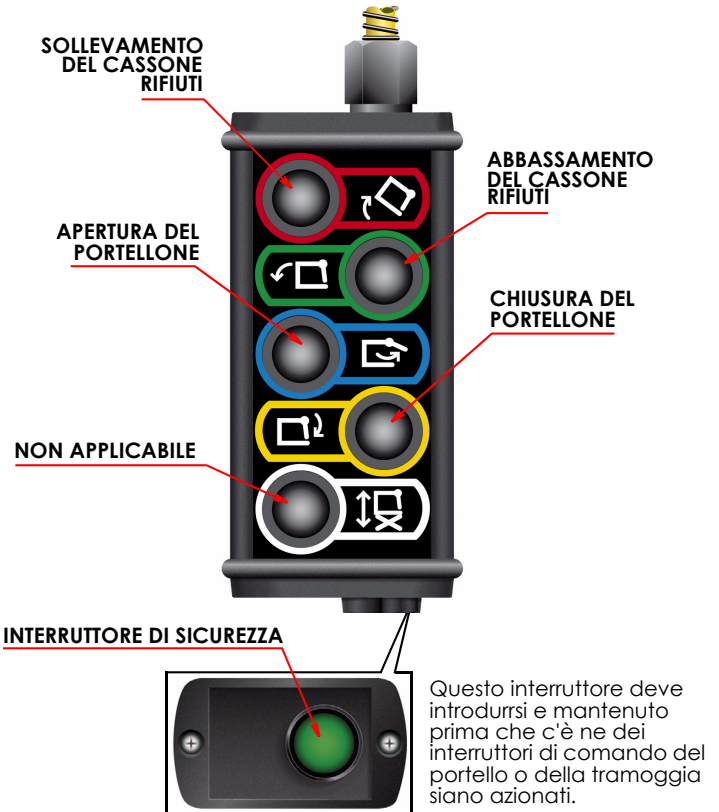 SOLLEVAMENTO
DEL CASSONE
RIFIUTI
ABBASSAMENTO
DEL CASSONE
RIFIUTI
APERTURA DEL
PORTELLONE
CHIUSURA DEL
PORTELLONE
NON APPLICABILE
INTERRUTTORE DI SICUREZZA
Questo interruttore deve
introdurrsi e mantenuto
prima che c'è ne dei
interruttori di comando del
portello o della tramoggia
siano azionati.